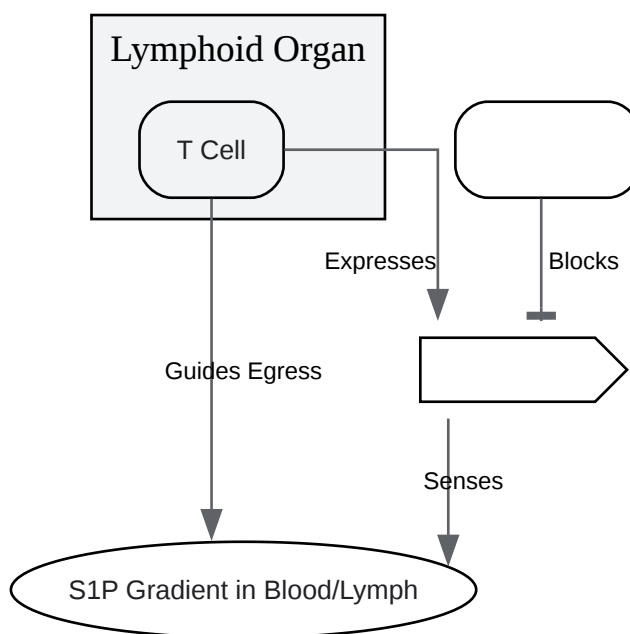 Lymphoid Organ
T Cell
Expresses
Blocks
Guides Egress
Senses
S1P Gradient in Blood/Lymph